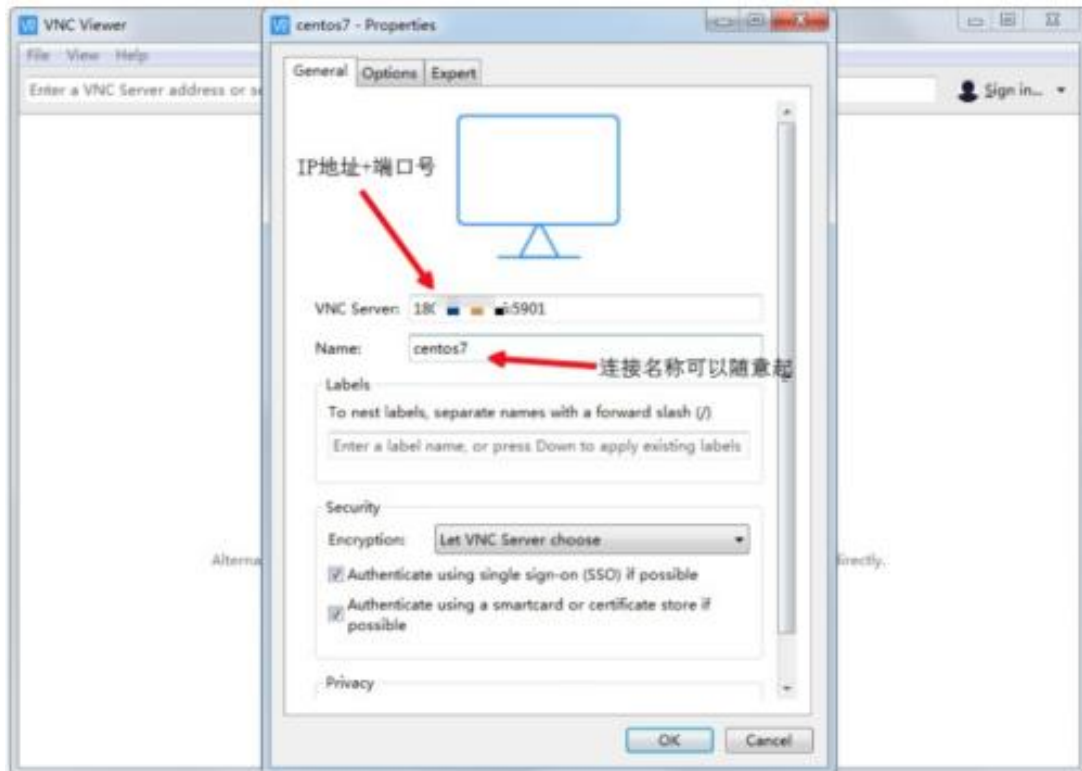 VNC Viewer
centos7 - Properties
File View Help
General Options Expert
Enter a VNC Server address or
Sign in...
IP地址+端口号
VNC Server: :5901
Name: centos7
连接名称可以随意起
Labels
To nest labels, separate names with a forward slash (/)
Enter a label name, or press Down to apply existing labels
Security
Encryption: Let VNC Server choose
directly.
Authenticate using single sign-on (SSO) if possible
Authenticate using a smartcard or certificate store if
possible
Privacy
OK Cancel